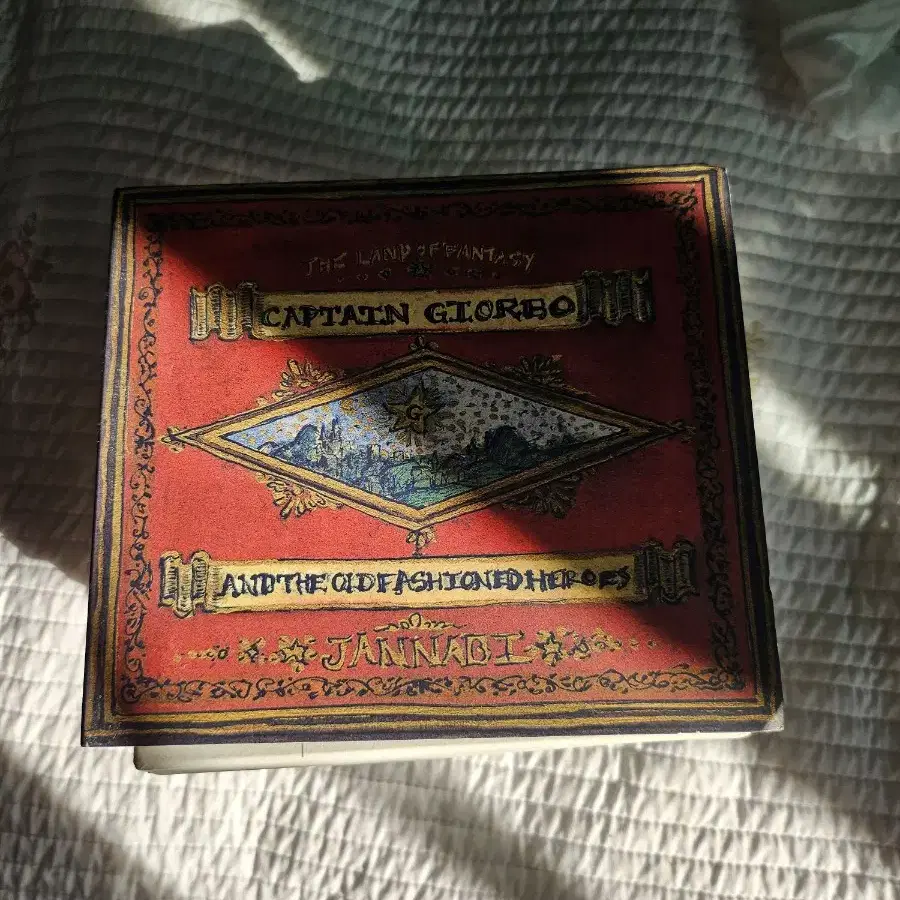 THE LAND OF FANTASY
CAPTAIN GIORBO
G
AND THE OLD FASHIONED HEROES
JANNABI